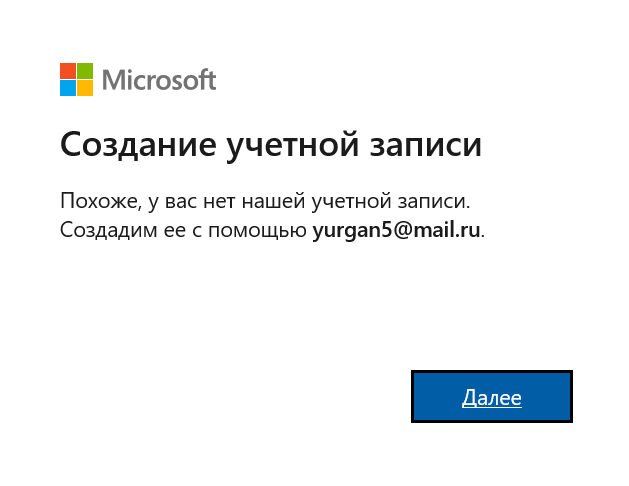 Microsoft
Создание учетной записи
Похоже, у вас нет нашей учетной записи.
Создадим ее с помощью yurgan5@mail.ru.
Далее